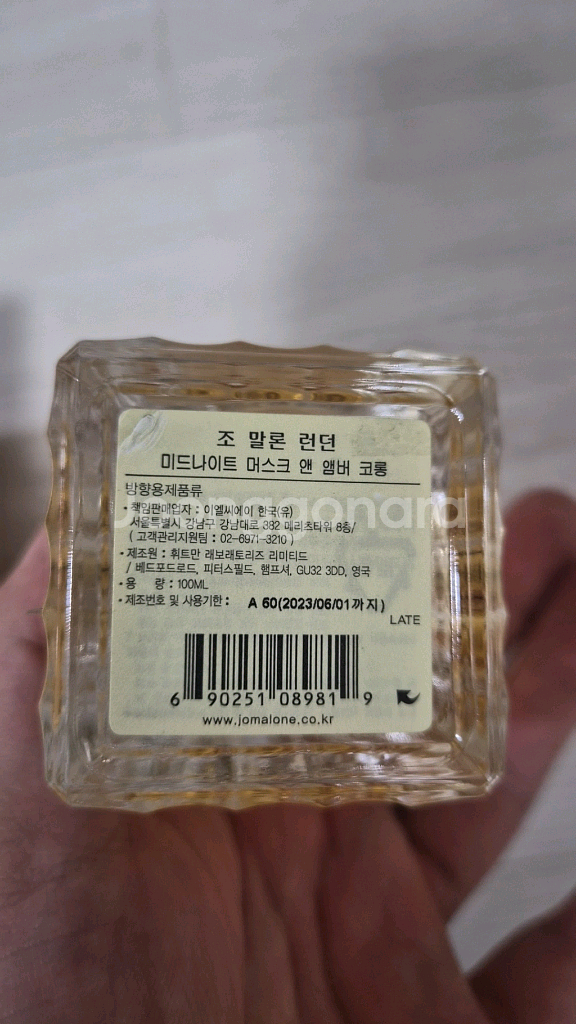 조 말론 런던
미드나이트 머스크 앤 앰버 코롱
방향용제품류
• 책임판매업자 : 이엘씨에이 한국(유)
서울특별시 강남구 강남대로 382 메리츠타워 8층/
( 고객관리지원팀 : 02-6971-3210 )
• 제조원 : 휘트만 래보래토리즈 리미티드
/ 베드포드로드, 피터스필드, 햄프셔, GU32 3DD, 영국
• 용 량 : 100ML
• 제조번호 및 사용기한 : A 60(2023/06/01까지)
LATE
6 90251 08981 9
www.jomalone.co.kr